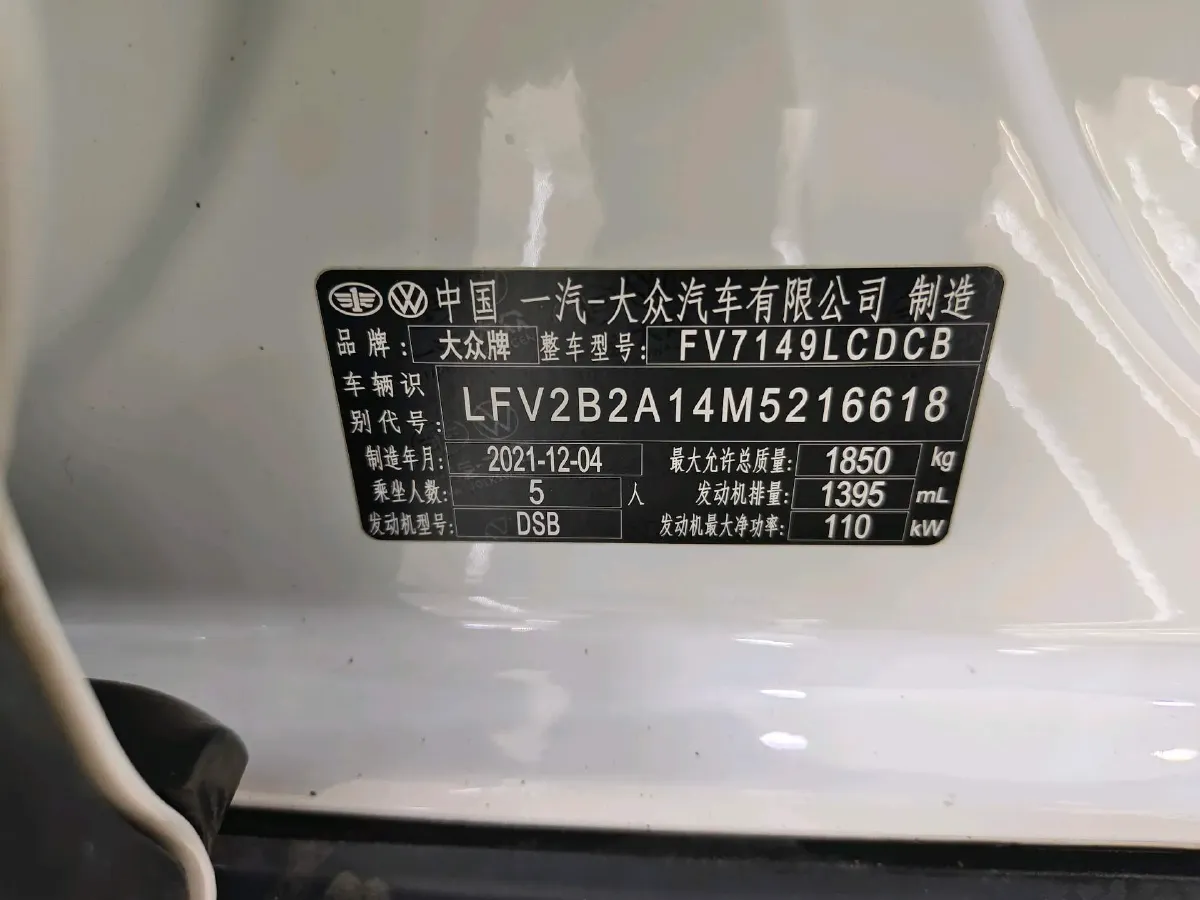 中国 一汽-大众汽车有限公司 制造
品牌: 大众牌 整车型号: FV7149LCDCB
车辆识别代号: LFV2B2A14M5216618
制造年月: 2021-12-04 最大允许总质量: 1850 kg
乘坐人数: 5 人 发动机排量: 1395 mL
发动机型号: DSB 发动机最大净功率: 110 kW